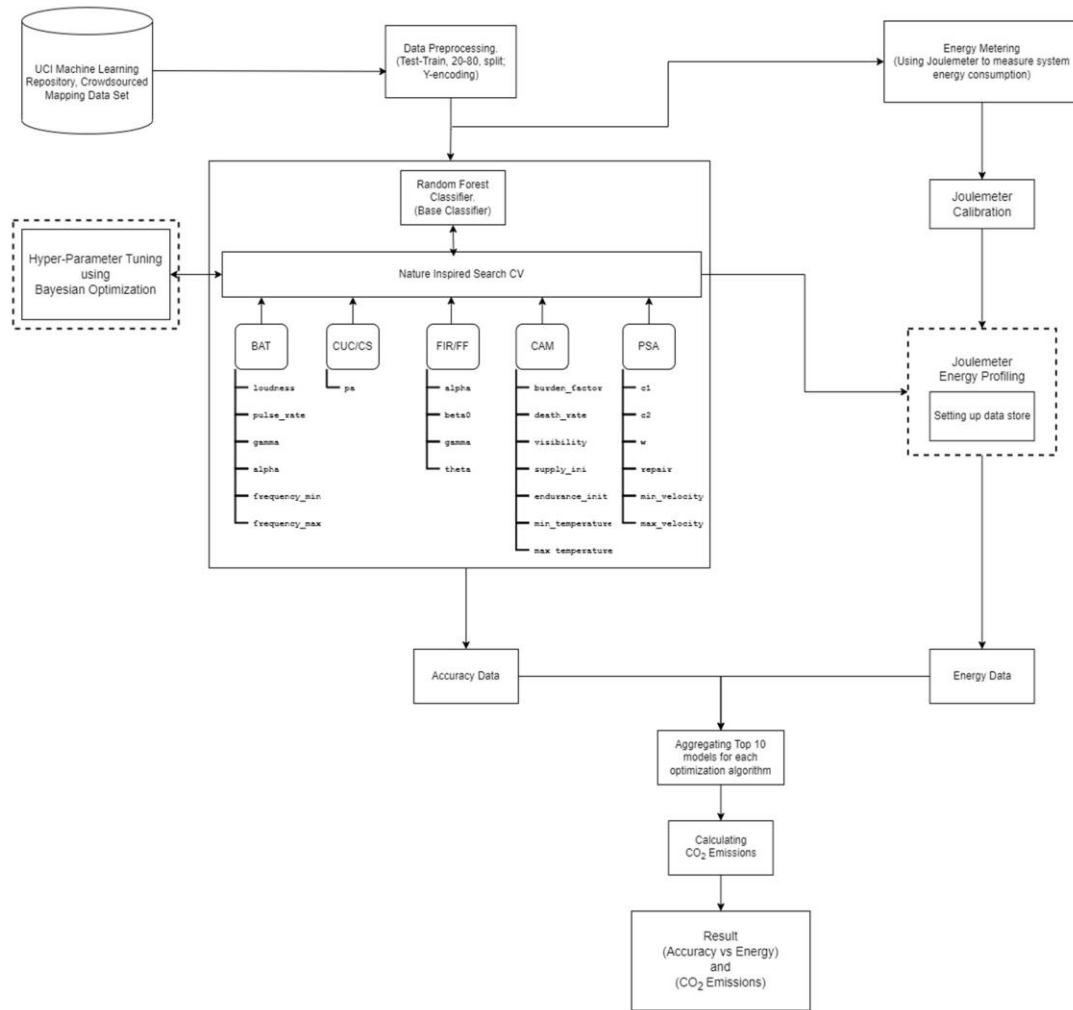 UCI Machine Learning
Repository, Crowdsourced
Mapping Data Set
Data Preprocessing.
(Test-Train, 20-80, split;
Y-encoding)
Energy Metering
(Using Joulemeter to measure system
energy consumption)
Random Forest
Classifier.
(Base Classifier)
Joulemeter
Calibration
Hyper-Parameter Tuning
using
Bayesian Optimization
Nature Inspired Search CV
BAT
loudness
pulse_rate
gamma
alpha
frequency_min
frequency_max
CUC/CS
pa
FIR/FF
alpha
beta0
gamma
theta
CAM
burden_factor
death_rate
visibility
supply_ini
endurance_init
min_temperature
max temperature
PSA
c1
c2
w
repair
min_velocity
max_velocity
Joulemeter
Energy Profiling
Setting up data store
Accuracy Data
Energy Data
Aggregating Top 10
models for each
optimization algorithm
Calculating
CO2 Emissions
Result
(Accuracy vs Energy)
and
(CO2 Emissions)